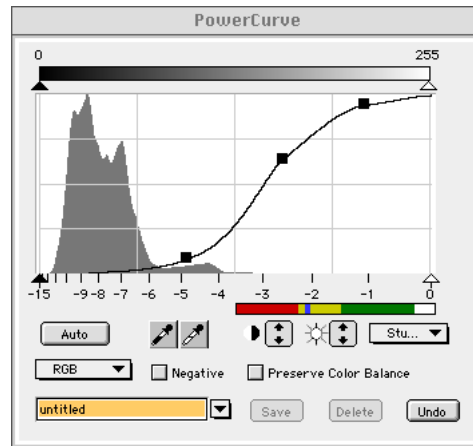 PowerCurve
0 255
-15 -9 -8 -7 -6 -5 -4 -3 -2 -1 0
Auto Stu...
RGB Negative Preserve Color Balance
untitled Save Delete Undo